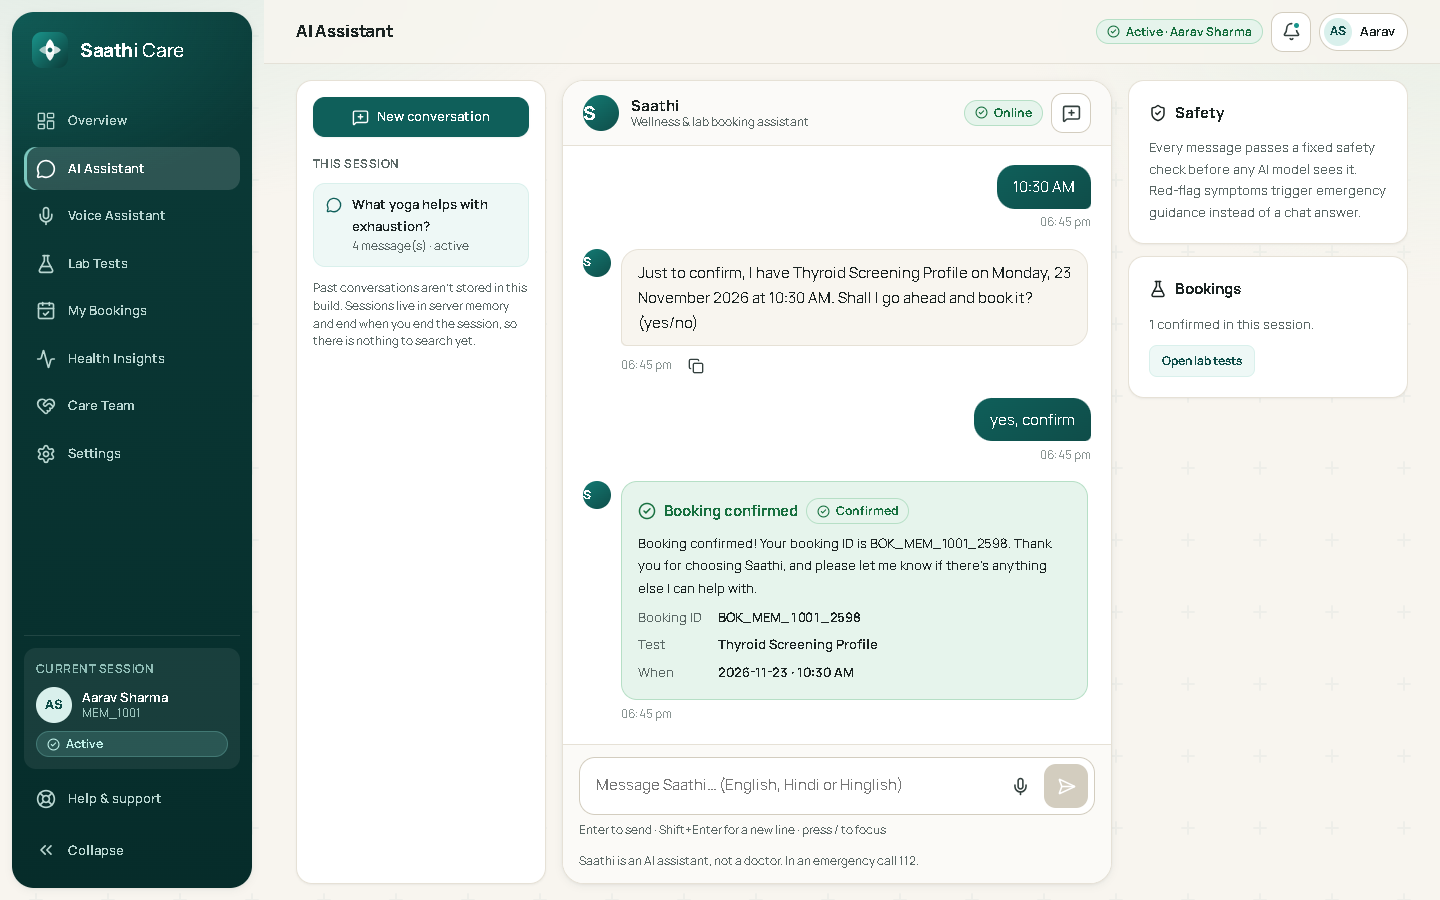 Saathi Care
Overview
AI Assistant
Voice Assistant
Lab Tests
My Bookings
Health Insights
Care Team
Settings
CURRENT SESSION
AS
Aarav Sharma
MEM_1001
Active
Help & support
Collapse
AI Assistant
Active · Aarav Sharma
AS
Aarav
New conversation
THIS SESSION
What yoga helps with
exhaustion?
4 message(s) · active
Past conversations aren't stored in this
build. Sessions live in server memory
and end when you end the session, so
there is nothing to search yet.
S
Saathi
Wellness & lab booking assistant
Online
10:30 AM
06:45 pm
S
Just to confirm, I have Thyroid Screening Profile on Monday, 23
November 2026 at 10:30 AM. Shall I go ahead and book it?
(yes/no)
06:45 pm
yes, confirm
06:45 pm
S
Booking confirmed
Confirmed
Booking confirmed! Your booking ID is BOK_MEM_1001_2598. Thank
you for choosing Saathi, and please let me know if there's anything
else I can help with.
Booking ID BOK_MEM_1001_2598
Test Thyroid Screening Profile
When 2026-11-23 · 10:30 AM
06:45 pm
Message Saathi... (English, Hindi or Hinglish)
Enter to send · Shift+Enter for a new line · press / to focus
Saathi is an AI assistant, not a doctor. In an emergency call 112.
Safety
Every message passes a fixed safety
check before any AI model sees it.
Red-flag symptoms trigger emergency
guidance instead of a chat answer.
Bookings
1 confirmed in this session.
Open lab tests